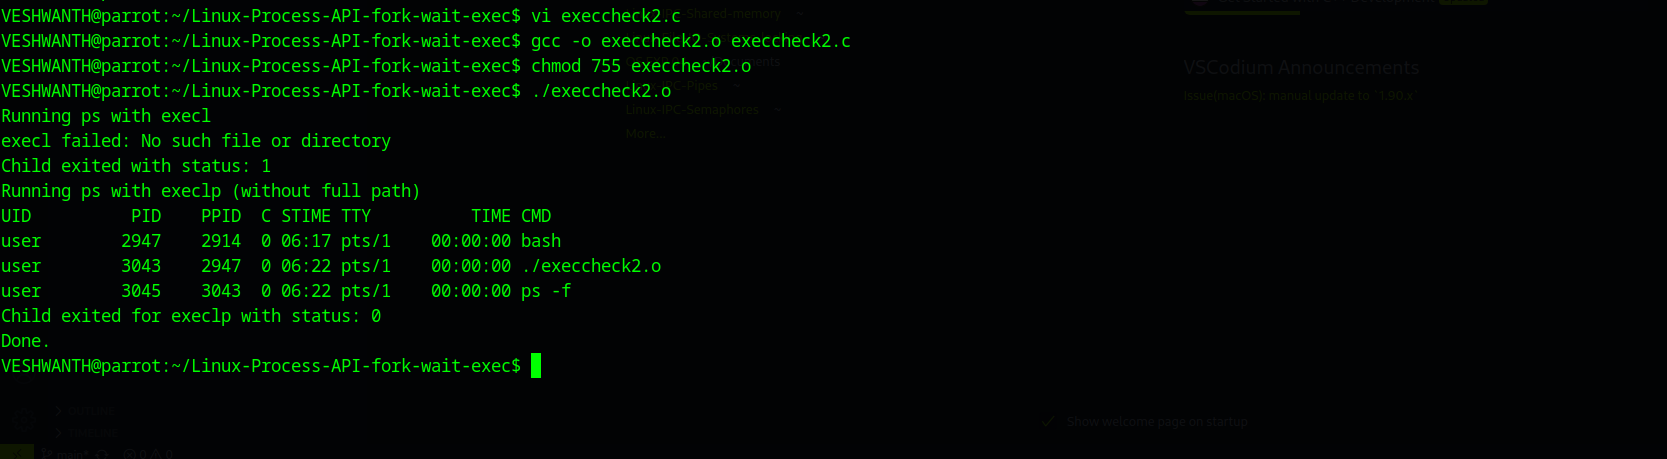 VESHWANTH@parrot:~/Linux-Process-API-fork-wait-exec$ vi execcheck2.c
VESHWANTH@parrot:~/Linux-Process-API-fork-wait-exec$ gcc -o execcheck2.o execcheck2.c
VESHWANTH@parrot:~/Linux-Process-API-fork-wait-exec$ chmod 755 execcheck2.o
VESHWANTH@parrot:~/Linux-Process-API-fork-wait-exec$ ./execcheck2.o
Running ps with execl
execl failed: No such file or directory
Child exited with status: 1
Running ps with execlp (without full path)
UID          PID    PPID  C STIME TTY          TIME CMD
user        2947    2914  0 06:17 pts/1    00:00:00 bash
user        3043    2947  0 06:22 pts/1    00:00:00 ./execcheck2.o
user        3045    3043  0 06:22 pts/1    00:00:00 ps -f
Child exited for execlp with status: 0
Done.
VESHWANTH@parrot:~/Linux-Process-API-fork-wait-exec$
-Shared-memory
-Pipes
Linux-IPC-Semaphores
More...
VSCodium Announcements
Issue(macOS): manual update to `1.90.x`
Show welcome page on startup